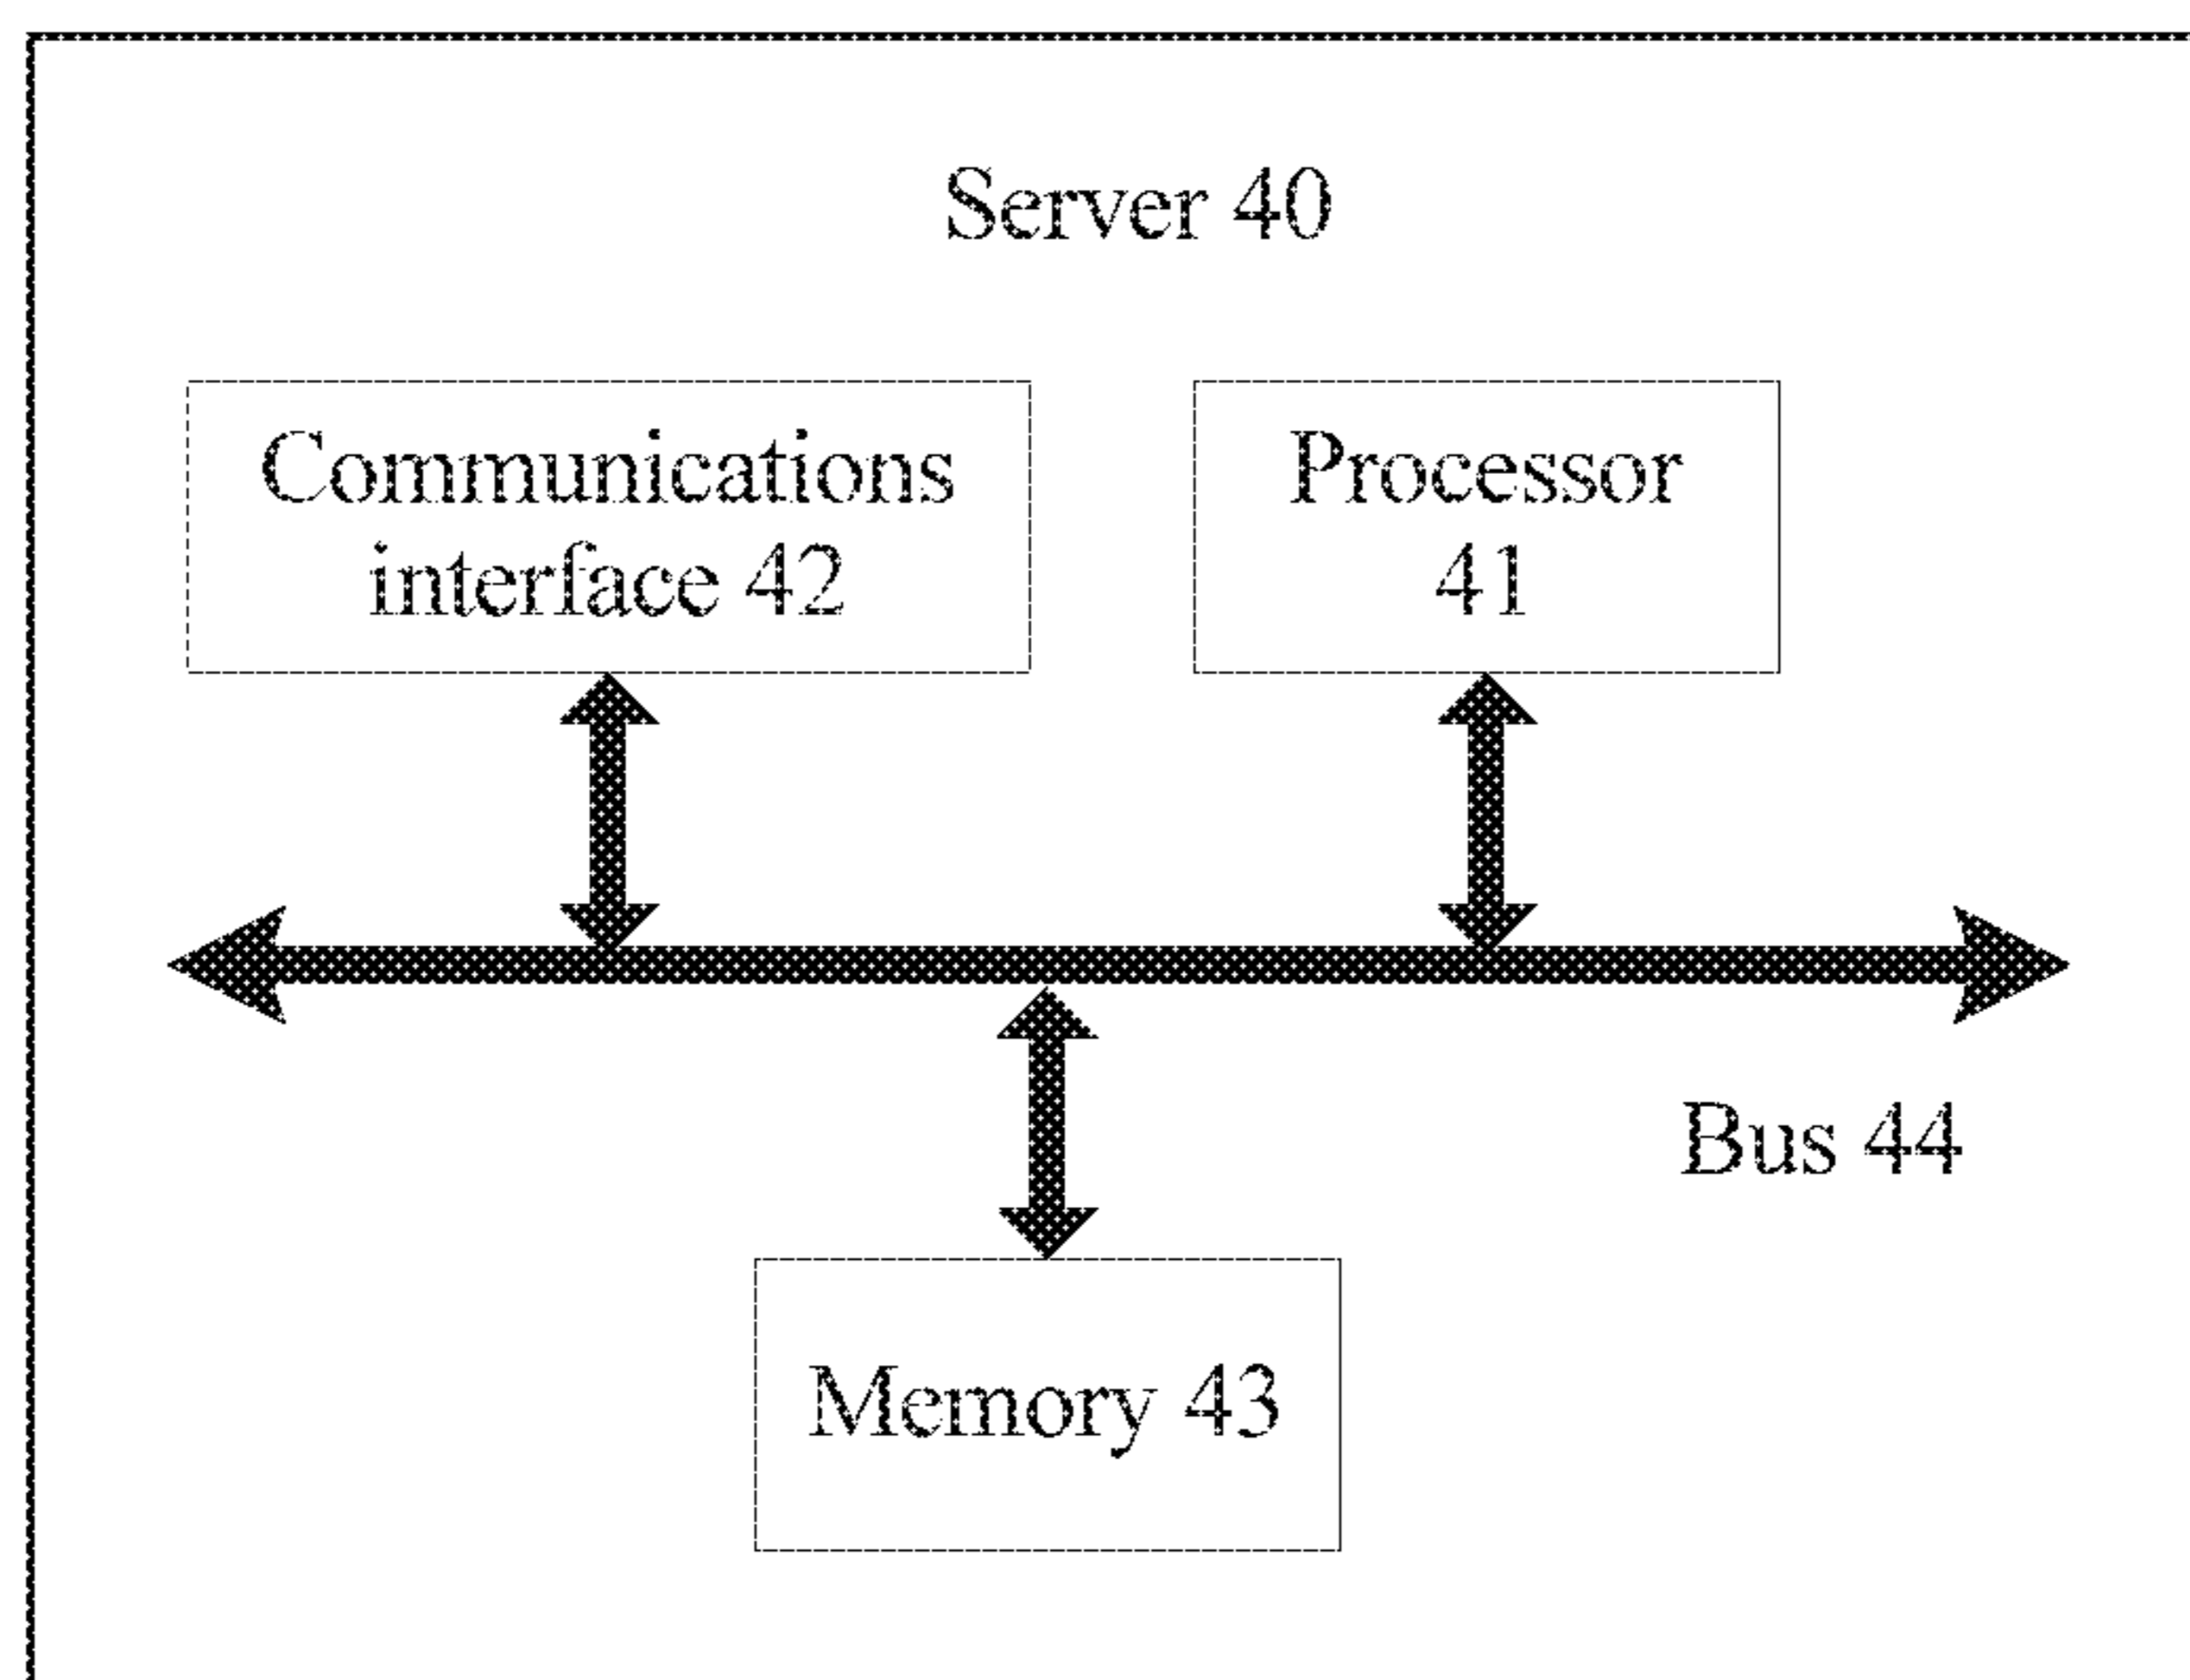 Server 40
Communications
interface 42
Processor
41
Bus 44
Memory 43